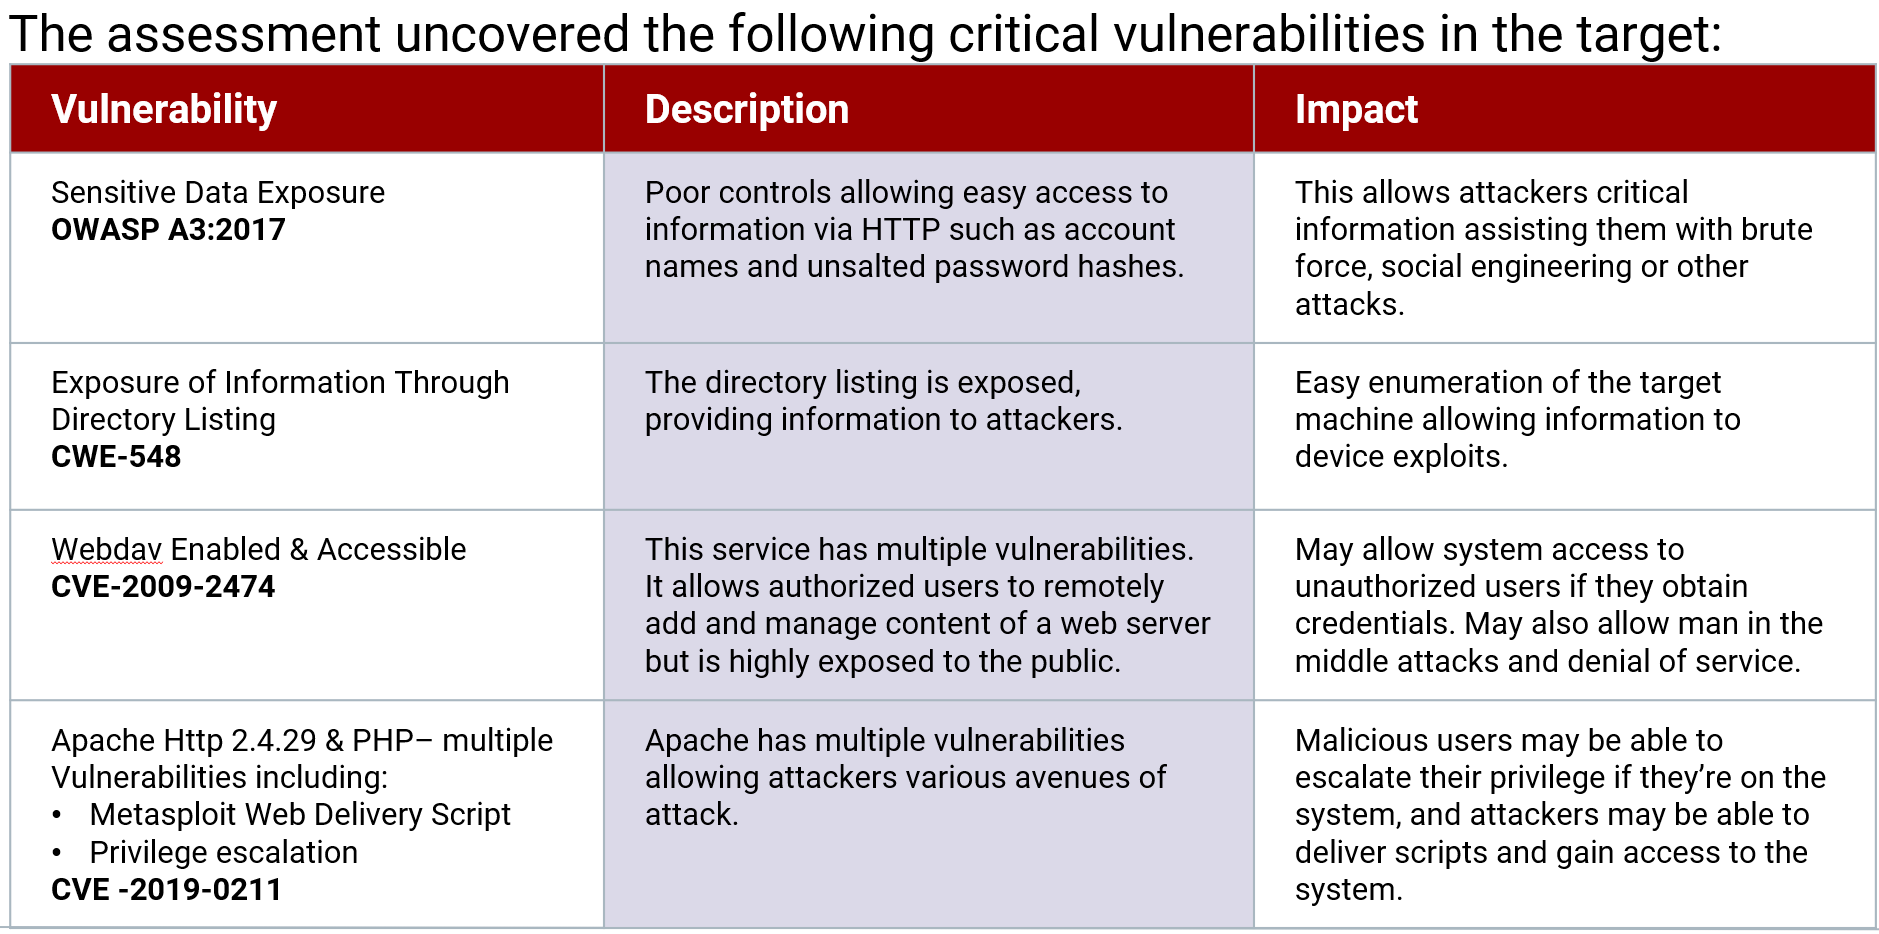 The assessment uncovered the following critical vulnerabilities in the target:
Vulnerability
Description
Impact
Sensitive Data Exposure
OWASP A3:2017
Poor controls allowing easy access to
information via HTTP such as account
names and unsalted password hashes.
This allows attackers critical
information assisting them with brute
force, social engineering or other
attacks.
Exposure of Information Through
Directory Listing
CWE-548
The directory listing is exposed,
providing information to attackers.
Easy enumeration of the target
machine allowing information to
device exploits.
Webdav Enabled & Accessible
CVE-2009-2474
This service has multiple vulnerabilities.
It allows authorized users to remotely
add and manage content of a web server
but is highly exposed to the public.
May allow system access to
unauthorized users if they obtain
credentials. May also allow man in the
middle attacks and denial of service.
Apache Http 2.4.29 & PHP– multiple
Vulnerabilities including:
• Metasploit Web Delivery Script
• Privilege escalation
CVE -2019-0211
Apache has multiple vulnerabilities
allowing attackers various avenues of
attack.
Malicious users may be able to
escalate their privilege if they’re on the
system, and attackers may be able to
deliver scripts and gain access to the
system.